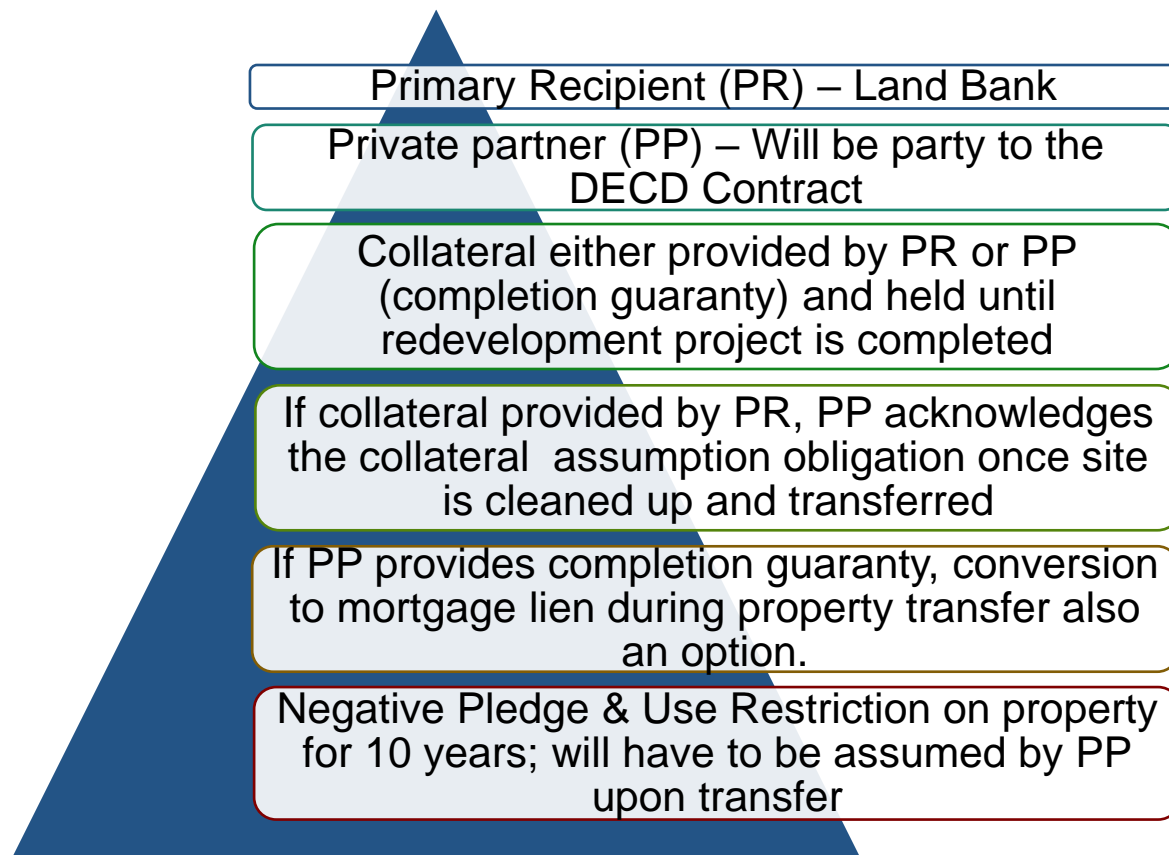 Primary Recipient (PR) – Land Bank
Private partner (PP) – Will be party to the
DECD Contract
Collateral either provided by PR or PP
(completion guaranty) and held until
redevelopment project is completed
If collateral provided by PR, PP acknowledges
the collateral  assumption obligation once site
is cleaned up and transferred
If PP provides completion guaranty, conversion
to mortgage lien during property transfer also
an option.
Negative Pledge & Use Restriction on property
for 10 years; will have to be assumed by PP
upon transfer